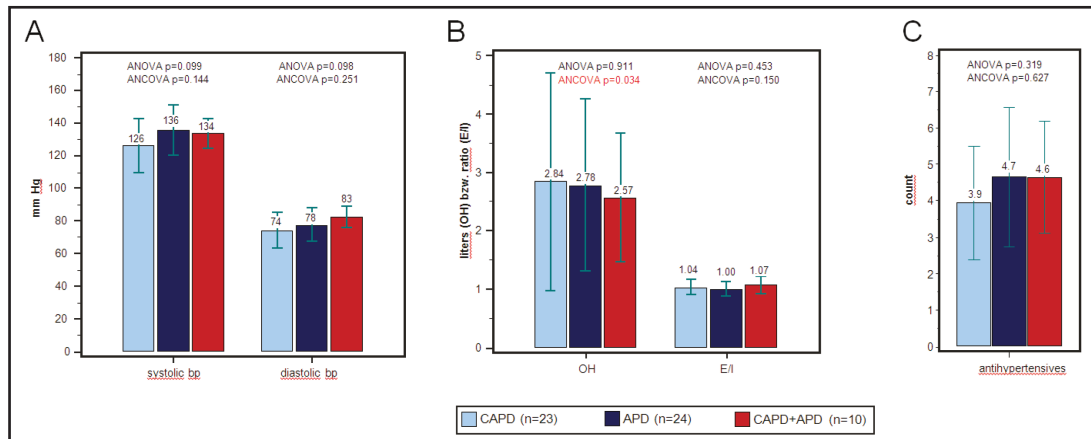 A
ANOVA p=0.099
ANCOVA p=0.144
ANOVA p=0.098
ANCOVA p=0.251
180
160
140
120
100
80
60
40
20
0
mm Hg
126
136
134
74
78
83
systolic bp
diastolic bp
B
ANOVA p=0.911
ANCOVA p=0.034
ANOVA p=0.453
ANCOVA p=0.150
5
4
3
2
1
0
liters (OH) bzw. ratio (E/I)
2.84
2.78
2.57
1.04
1.00
1.07
OH
E/I
C
ANOVA p=0.319
ANCOVA p=0.627
8
7
6
5
4
3
2
1
0
count
3.9
4.7
4.6
antihypertensives
CAPD (n=23)
APD (n=24)
CAPD+APD (n=10)